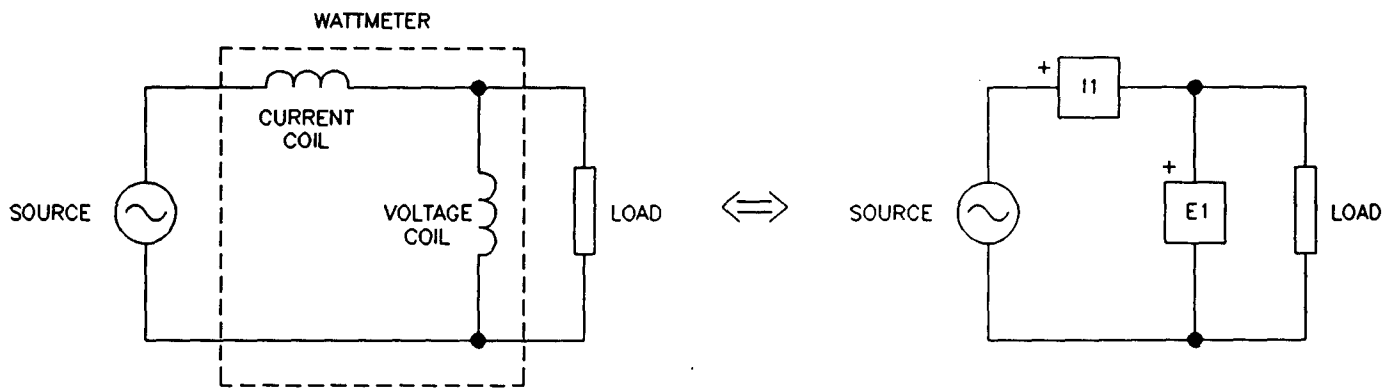 WATTMETER
CURRENT
COIL
SOURCE
VOLTAGE
COIL
LOAD
+
I1
+
E1
SOURCE
LOAD